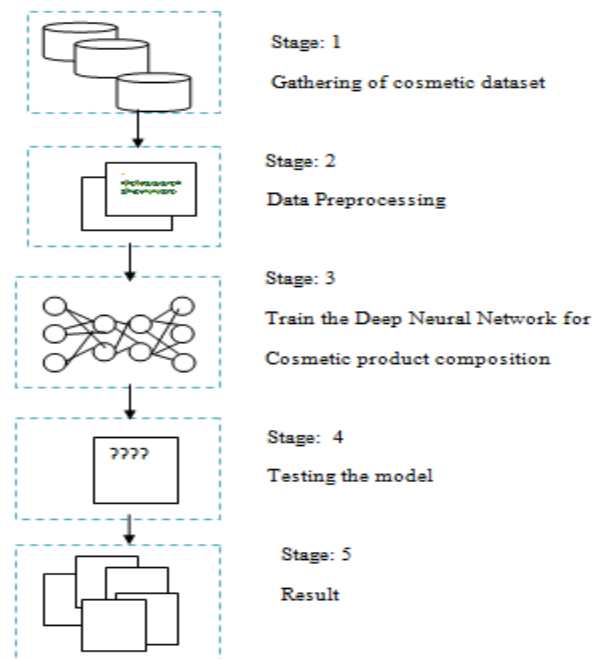 Stage: 1
Gathering of cosmetic dataset
Stage: 2
Data Preprocessing
Stage: 3
Train the Deep Neural Network for
Cosmetic product composition
Stage: 4
????
Testing the model
Stage: 5
Result